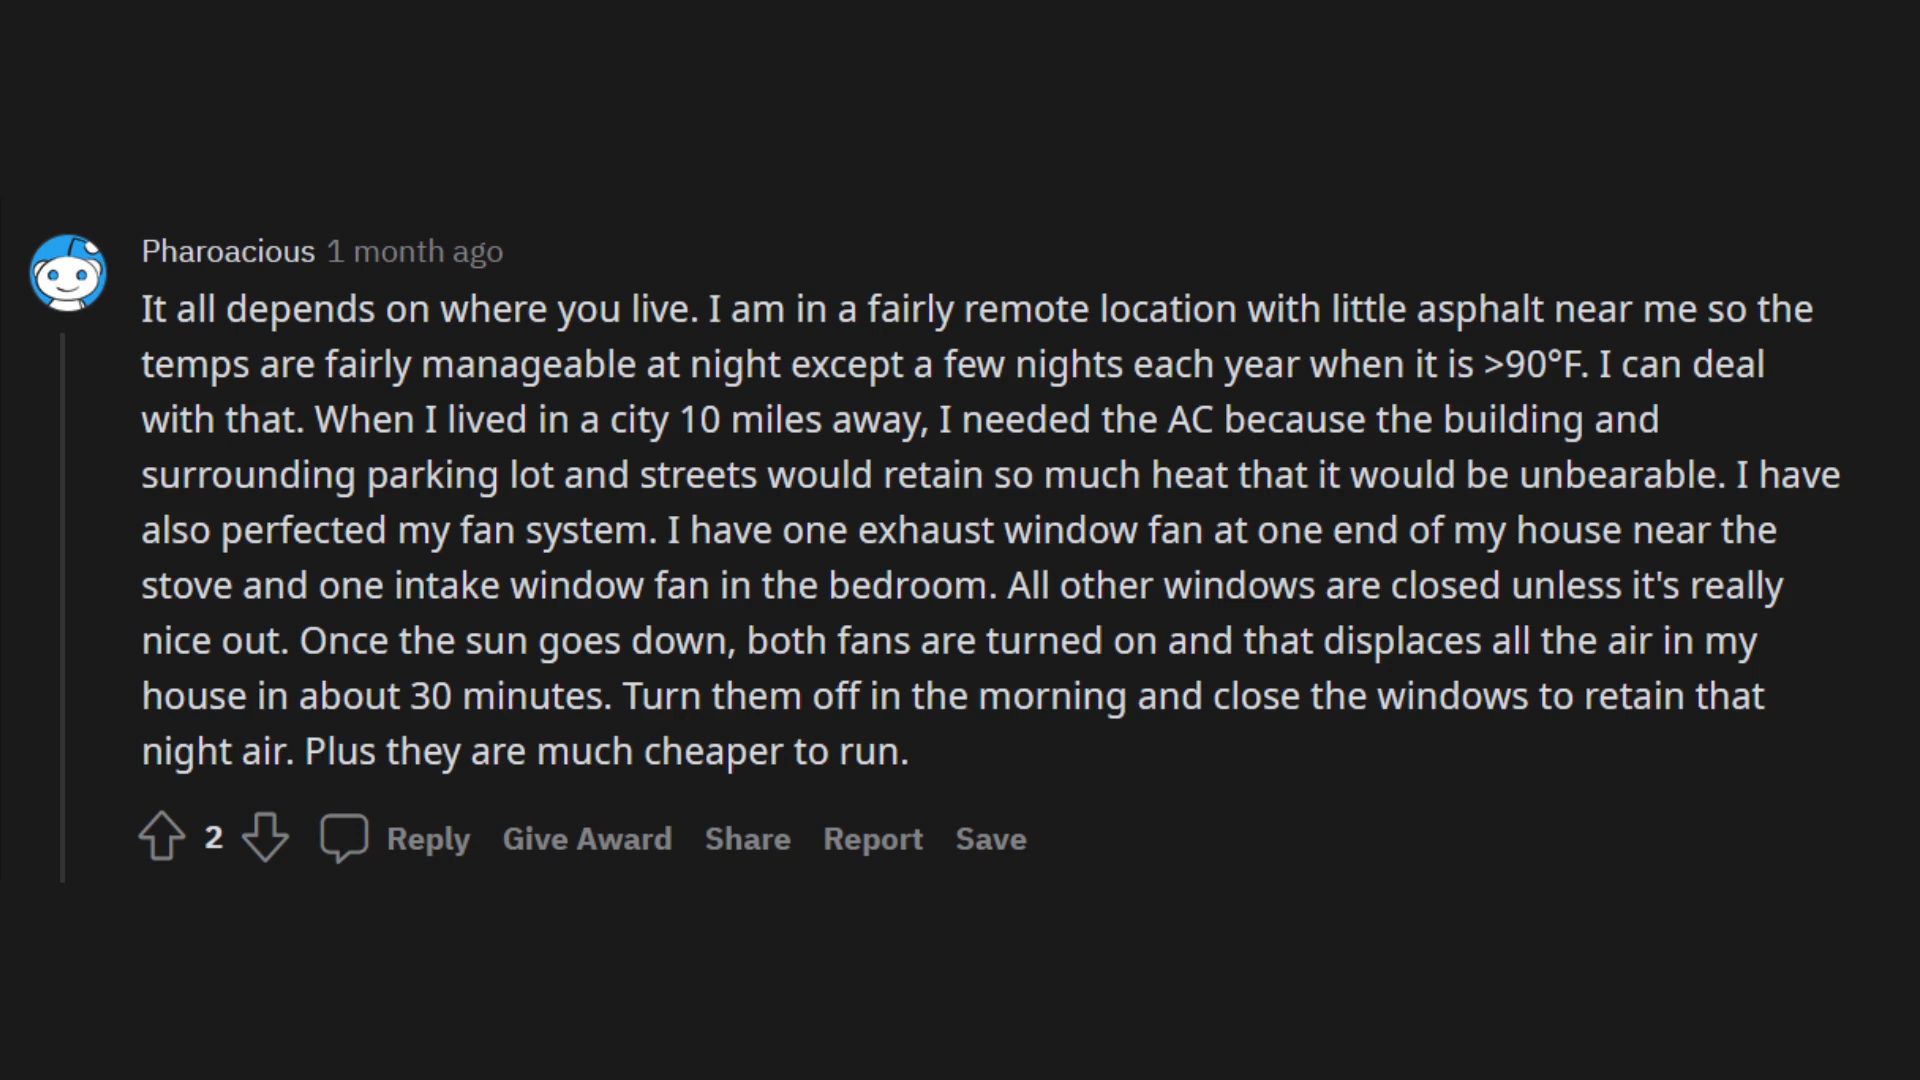 Pharoacious 1 month ago
It all depends on where you live. I am in a fairly remote location with little asphalt near me so the
temps are fairly manageable at night except a few nights each year when it is >90°F. I can deal
with that. When I lived in a city 10 miles away, I needed the AC because the building and
surrounding parking lot and streets would retain so much heat that it would be unbearable. I have
also perfected my fan system. I have one exhaust window fan at one end of my house near the
stove and one intake window fan in the bedroom. All other windows are closed unless it's really
nice out. Once the sun goes down, both fans are turned on and that displaces all the air in my
house in about 30 minutes. Turn them off in the morning and close the windows to retain that
night air. Plus they are much cheaper to run.
2 Reply Give Award Share Report Save